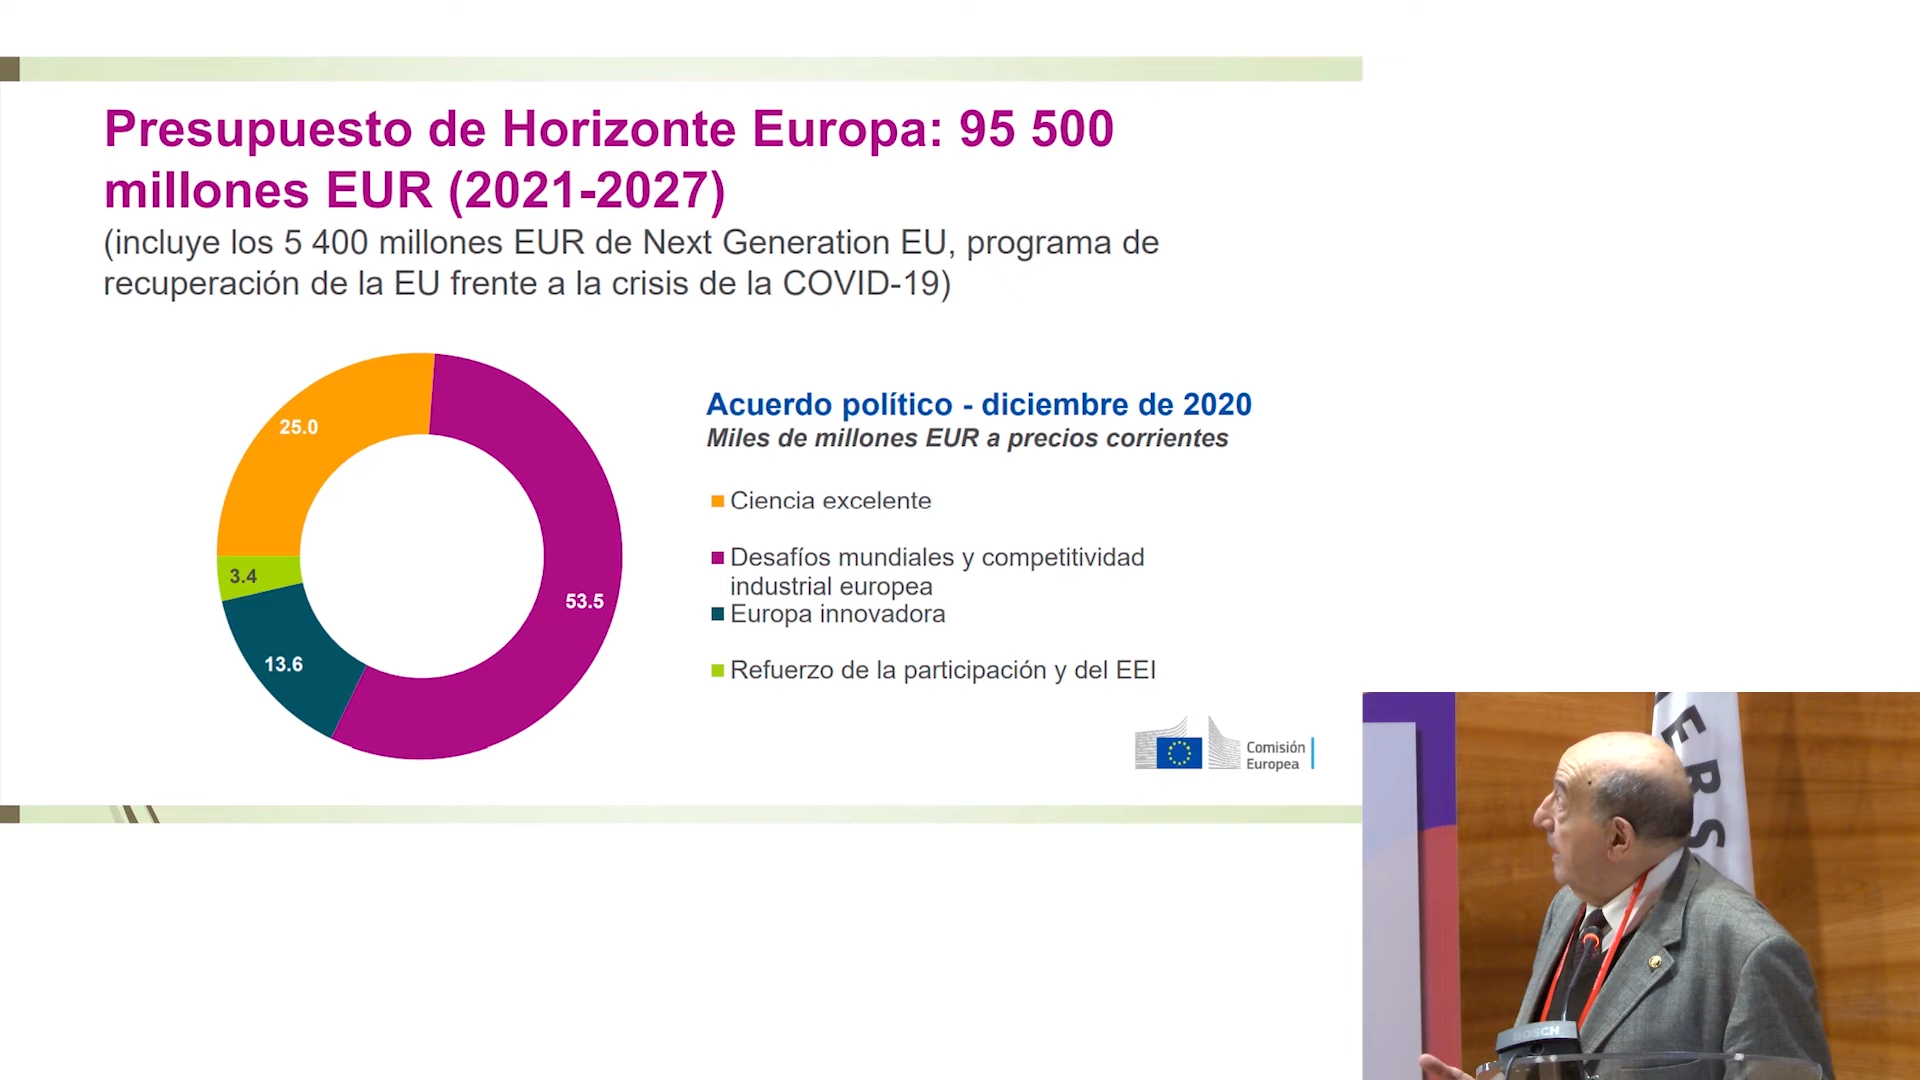 Presupuesto de Horizonte Europa: 95 500
millones EUR (2021-2027)
(incluye los 5 400 millones EUR de Next Generation EU, programa de
recuperación de la EU frente a la crisis de la COVID-19)
25.0
3.4
13.6
53.5
Acuerdo político - diciembre de 2020
Miles de millones EUR a precios corrientes
Ciencia excelente
Desafíos mundiales y competitividad
industrial europea
Europa innovadora
Refuerzo de la participación y del EEI
Comisión
Europea
ERS
BOSCH